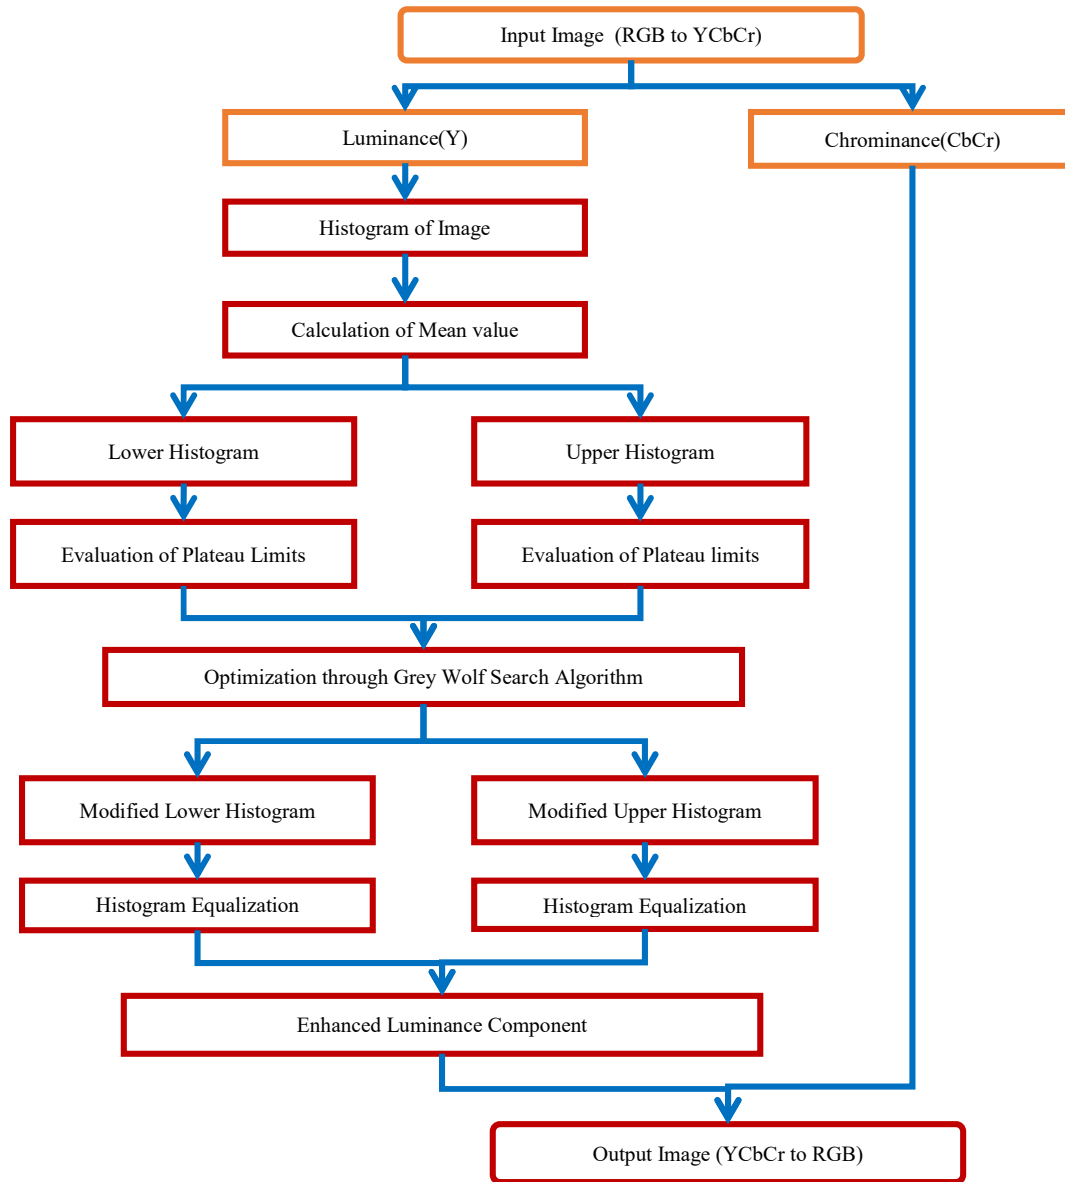 Input Image  (RGB to YCbCr)
Luminance(Y)
Chrominance(CbCr)
Histogram of Image
Calculation of Mean value
Lower Histogram
Upper Histogram
Evaluation of Plateau Limits
Evaluation of Plateau limits
Optimization through Grey Wolf Search Algorithm
Modified Lower Histogram
Modified Upper Histogram
Histogram Equalization
Histogram Equalization
Enhanced Luminance Component
Output Image (YCbCr to RGB)